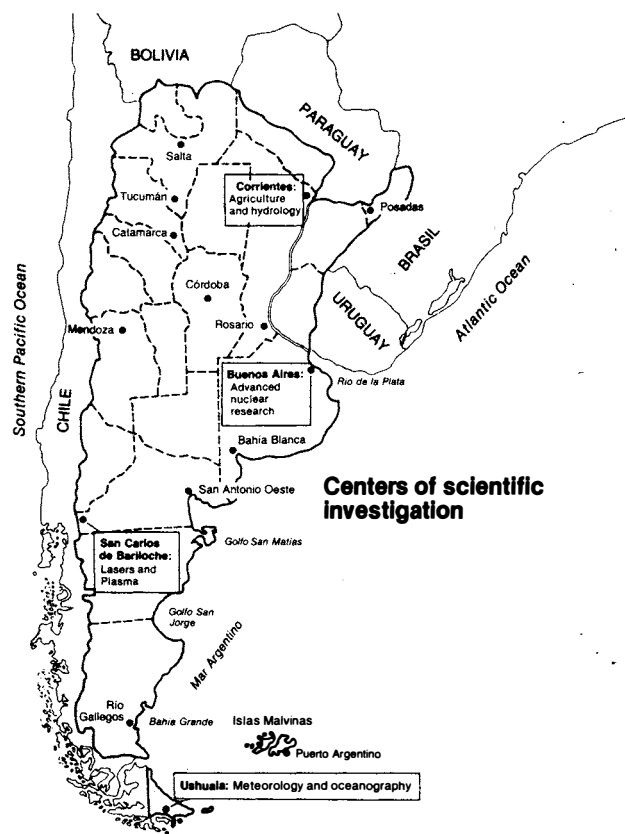 BOLIVIA
PARAGUAY
Salta
Corrientes:
Agriculture
and hydrology
Tucumán
Posadas
Catamarca
BRASIL
Córdoba
URUGUAY
Atlantic Ocean
Southern Pacific Ocean
Mendoza
Rosario
CHILE
Buenos Aires:
Advanced
nuclear
research
Rio de la Plata
Bahia Blanca
Centers of scientific
investigation
San Antonio Oeste
San Carlos
de Bariloche:
Lasers and
Plasma
Golfo San Matias
Golfo San
Jorge
Mar Argentino
Rio
Gallegos
Bahia Grande
Islas Malvinas
Puerto Argentino
Ushuala: Meteorology and oceanography